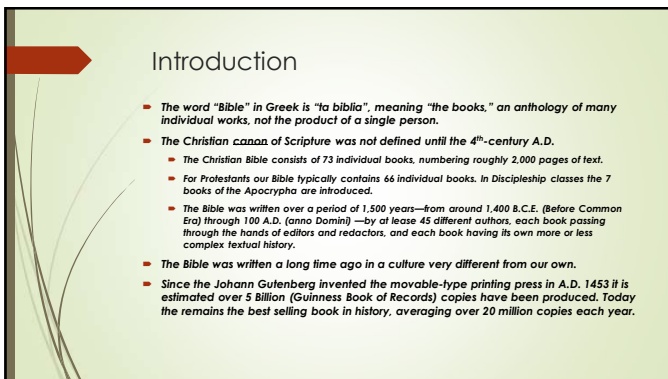 Introduction
The word “Bible” in Greek is “ta biblia”, meaning “the books,” an anthology of many
individual works, not the product of a single person.
The Christian canon of Scripture was not defined until the 4th-century A.D.
The Christian Bible consists of 73 individual books, numbering roughly 2,000 pages of text.
For Protestants our Bible typically contains 66 individual books. In Discipleship classes the 7
books of the Apocrypha are introduced.
The Bible was written over a period of 1,500 years—from around 1,400 B.C.E. (Before Common
Era) through 100 A.D. (anno Domini) —by at lease 45 different authors, each book passing
through the hands of editors and redactors, and each book having its own more or less
complex textual history.
The Bible was written a long time ago in a culture very different from our own.
Since the Johann Gutenberg invented the movable-type printing press in A.D. 1453 it is
estimated over 5 Billion (Guinness Book of Records) copies have been produced. Today
the remains the best selling book in history, averaging over 20 million copies each year.